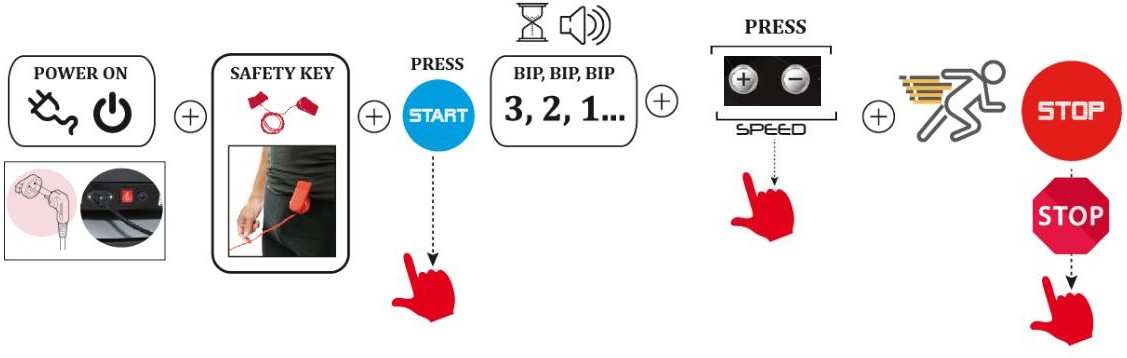 POWER ON
SAFETY KEY
PRESS
START
BIP, BIP, BIP
3, 2, 1...
PRESS
+ -
SPEED
STOP
STOP